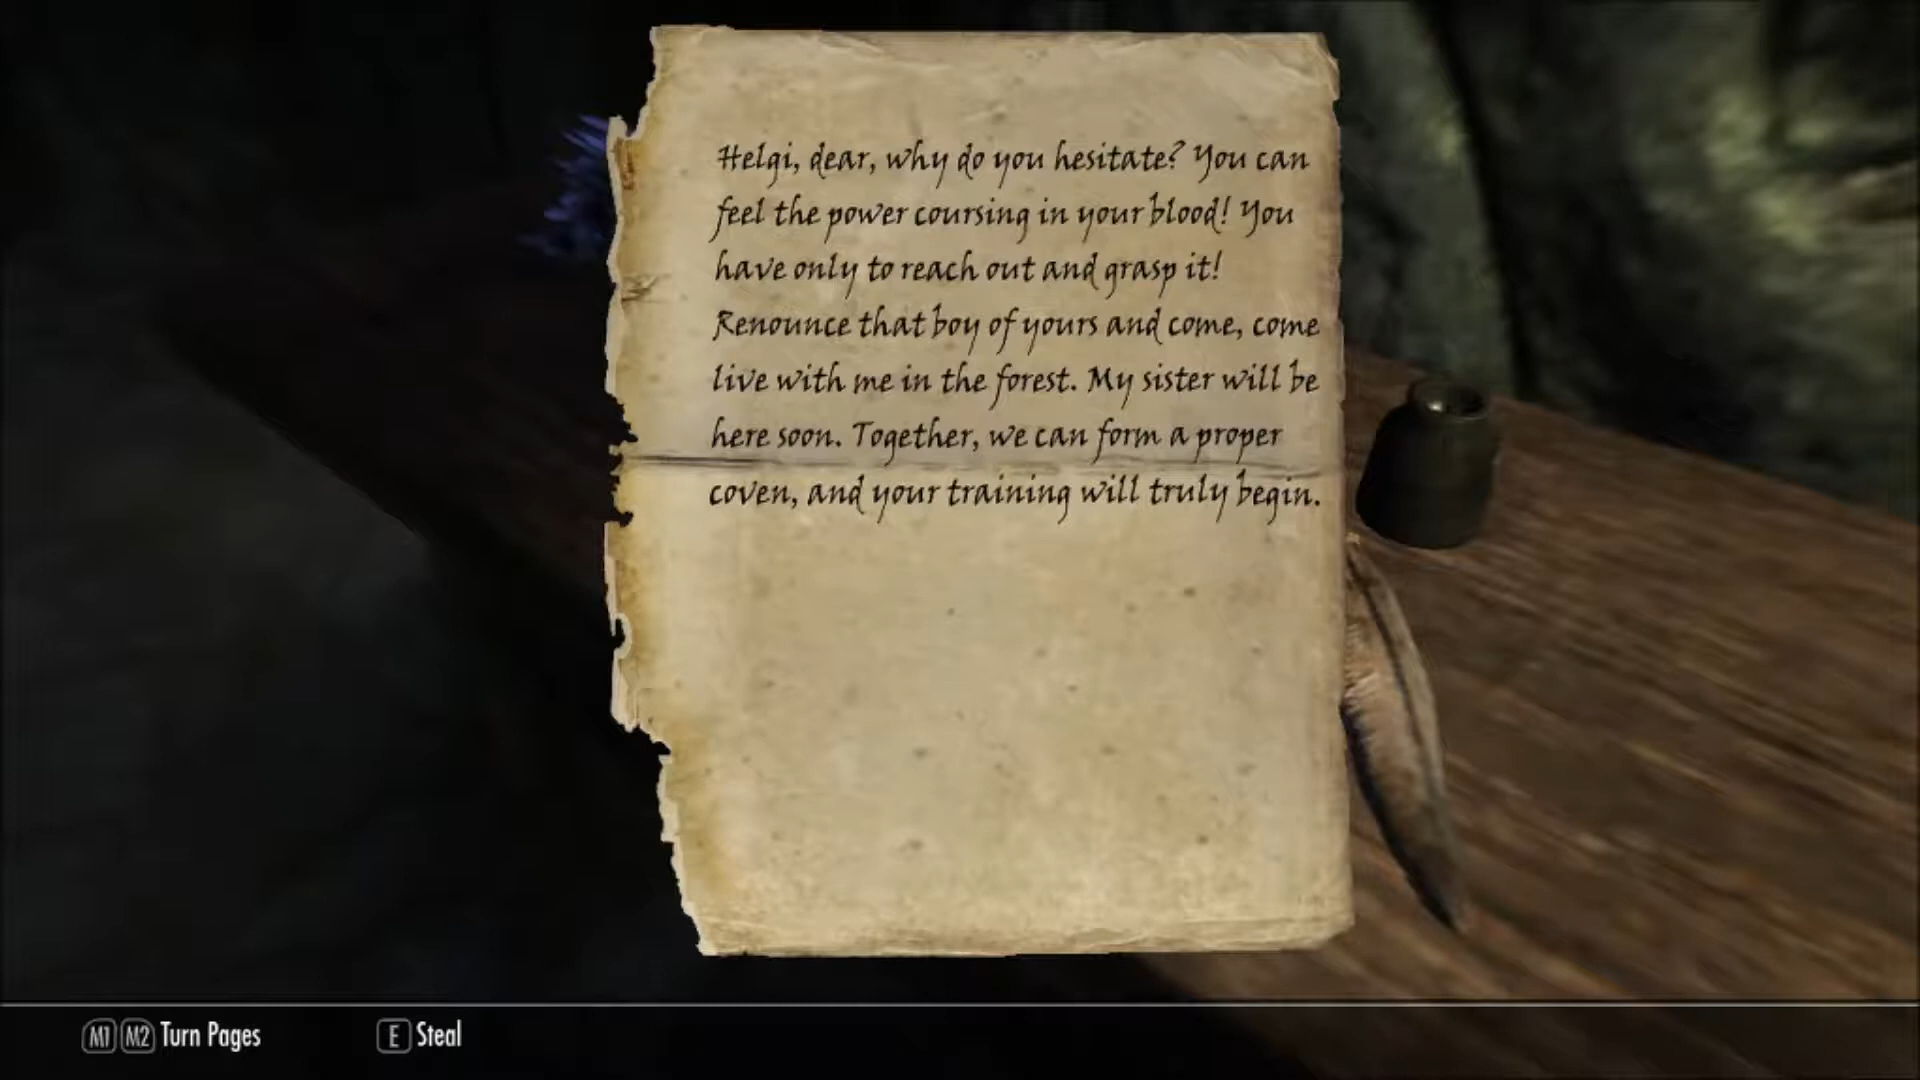 Helgi, dear, why do you hesitate? You can
feel the power coursing in your blood! You
have only to reach out and grasp it!
Renounce that boy of yours and come, come
live with me in the forest. My sister will be
here soon. Together, we can form a proper
coven, and your training will truly begin.
M1 M2 Turn Pages E Steal